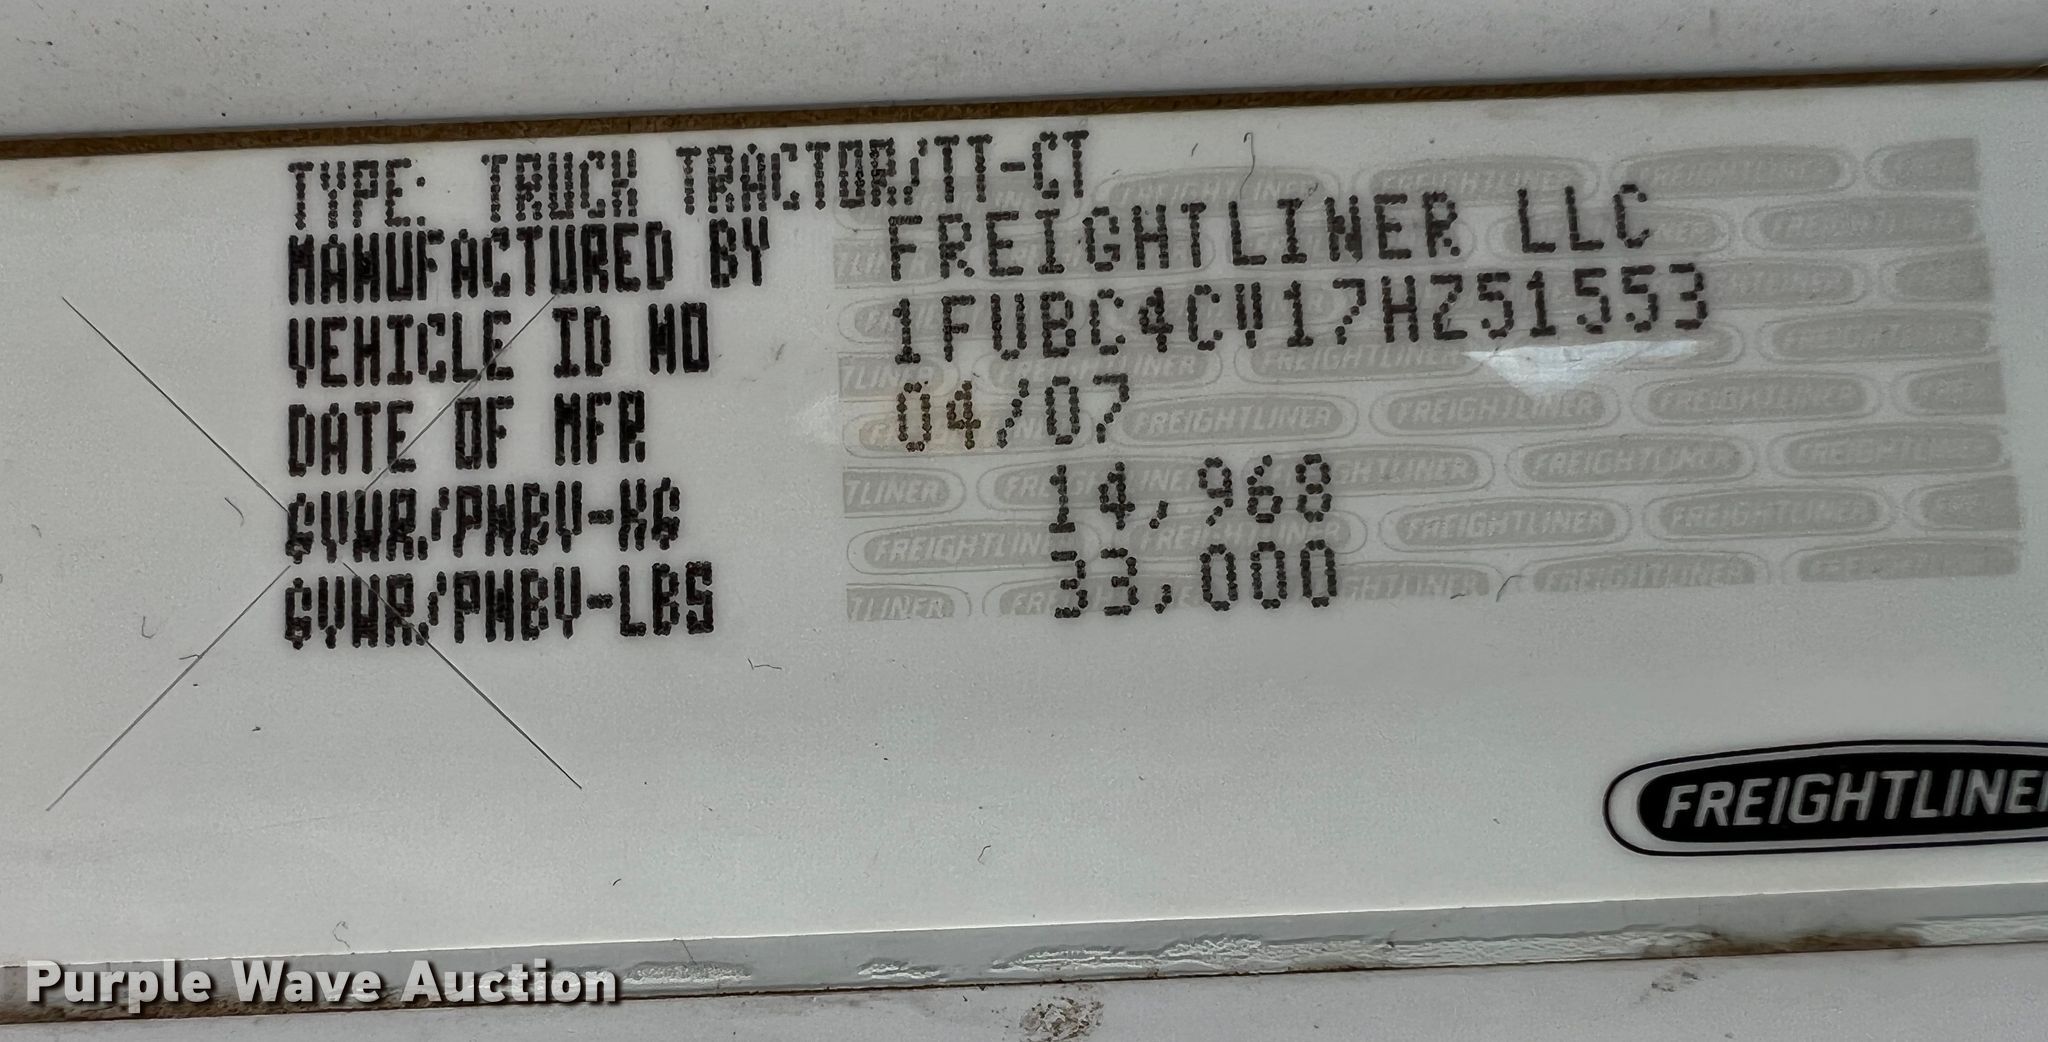 TYPE: TRUCK TRACTOR/TT-CT
MANUFACTURED BY FREIGHTLINER LLC
VEHICLE ID NO 1FUBC4CV17HZ51553
DATE OF MFR 04/07
GVWR/PNBV-KG 14,968
GVWR/PNBV-LBS 33,000
FREIGHTLINER
Purple Wave Auction